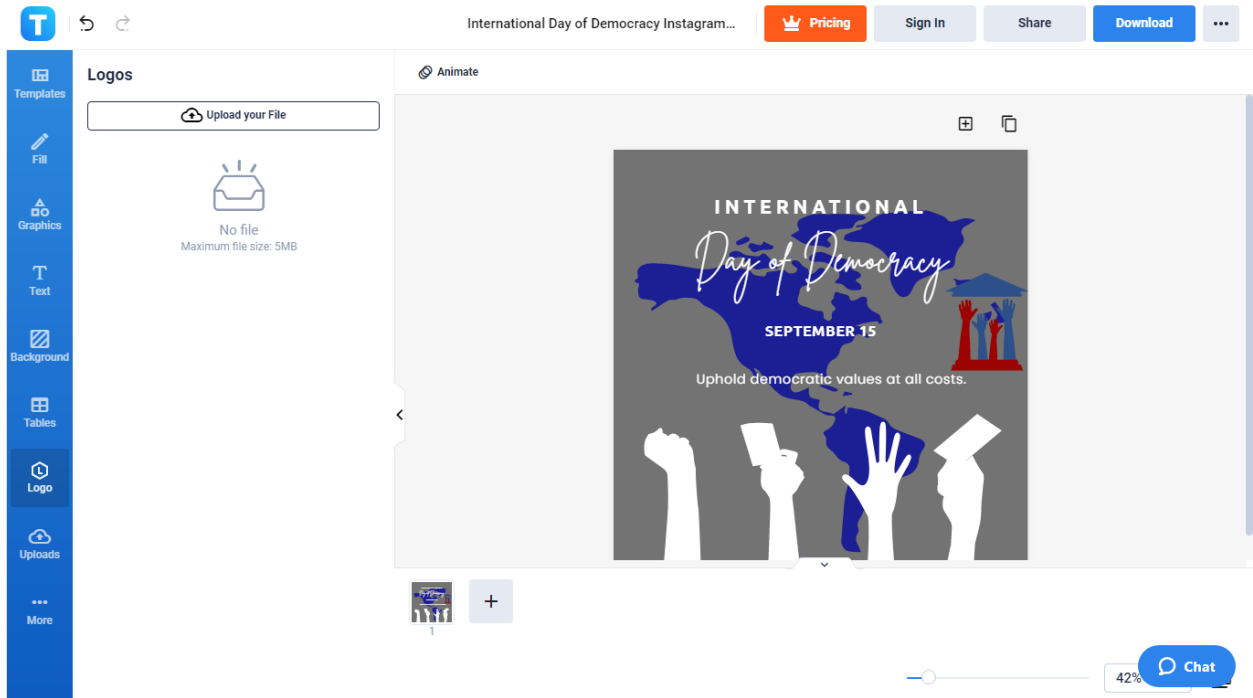 T
International Day of Democracy Instagram...
Pricing
Sign In
Share
Download
Templates
Fill
Graphics
T
Text
Background
Tables
L
Logo
Uploads
More
Logos
Upload your File
No file
Maximum file size: 5MB
Animate
INTERNATIONAL
Day of Democracy
SEPTEMBER 15
Uphold democratic values at all costs.
1
42%
Chat